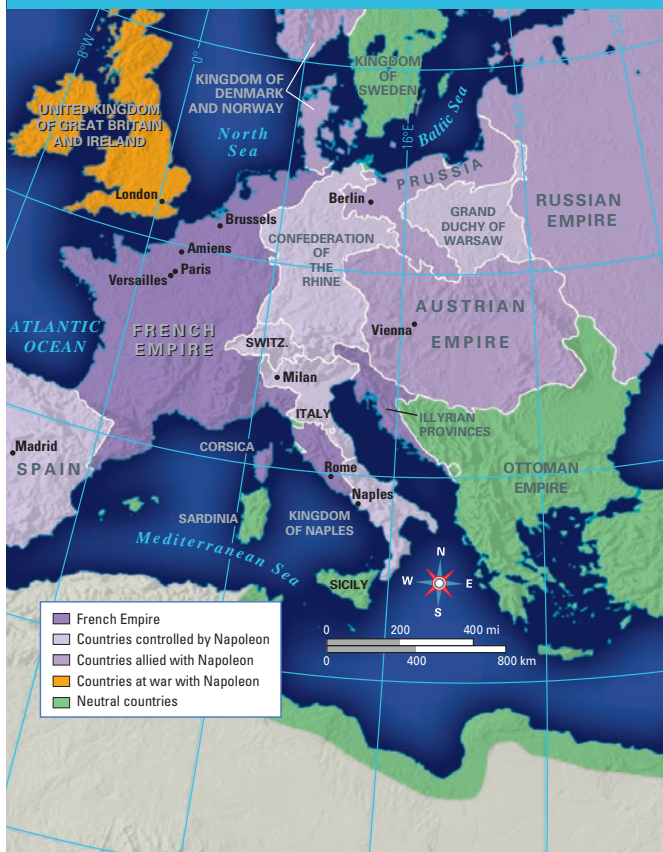 8°W
0°
24°E
KINGDOM OF
DENMARK
AND NORWAY
KINGDOM
OF
SWEDEN
UNITED KINGDOM
OF GREAT BRITAIN
AND IRELAND
North
Sea
Baltic Sea
16°E
London
Berlin
PRUSSIA
RUSSIAN
EMPIRE
Brussels
GRAND
DUCHY OF
WARSAW
Amiens
CONFEDERATION
OF
THE
RHINE
Paris
Versailles
AUSTRIAN
EMPIRE
Vienna
ATLANTIC
OCEAN
FRENCH
EMPIRE
SWITZ.
Milan
ITALY
ILLYRIAN
PROVINCES
Madrid
SPAIN
CORSICA
Rome
OTTOMAN
EMPIRE
Naples
SARDINIA
KINGDOM
OF NAPLES
Mediterranean Sea
SICILY
N
W
E
S
French Empire
Countries controlled by Napoleon
Countries allied with Napoleon
Countries at war with Napoleon
Neutral countries
0 200 400 mi
0 400 800 km